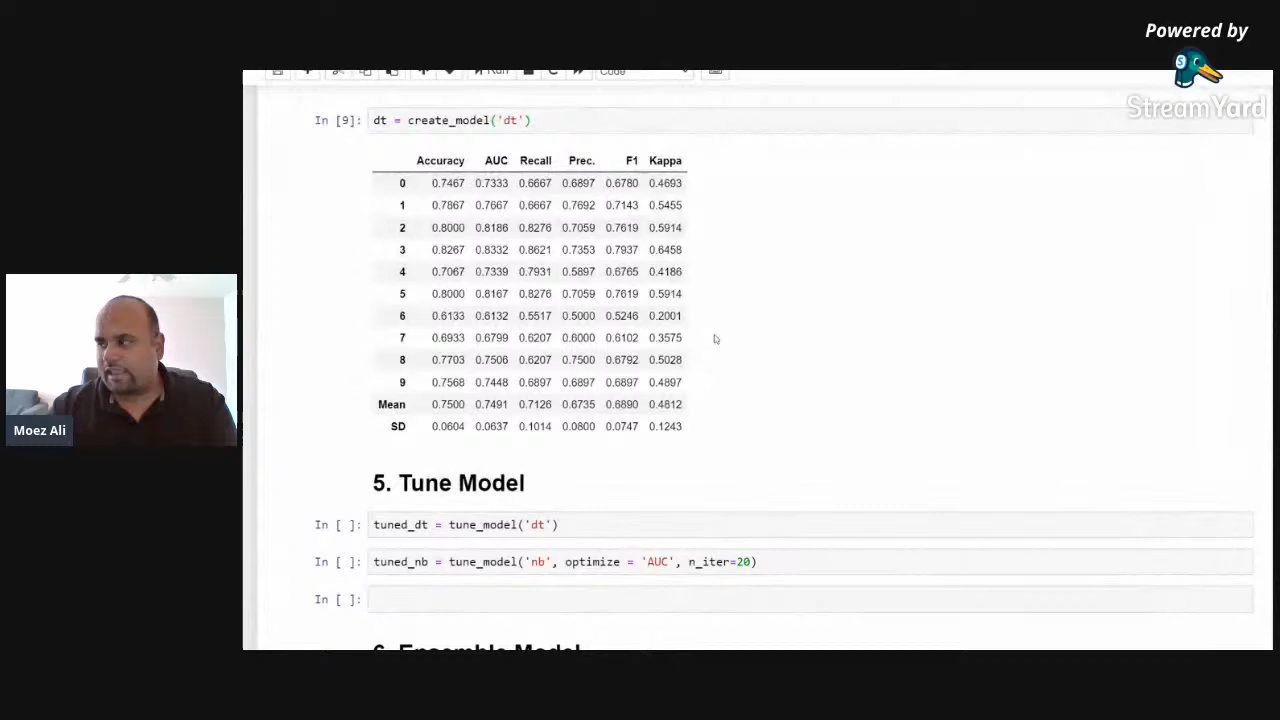 Powered by
StreamYard
Run
Code
In [9]: dt = create_model('dt')
Accuracy AUC Recall Prec. F1 Kappa
0 0.7467 0.7333 0.6667 0.6897 0.6780 0.4693
1 0.7867 0.7667 0.6667 0.7692 0.7143 0.5455
2 0.8000 0.8186 0.8276 0.7059 0.7619 0.5914
3 0.8267 0.8332 0.8621 0.7353 0.7937 0.6458
4 0.7067 0.7339 0.7931 0.5897 0.6765 0.4186
5 0.8000 0.8167 0.8276 0.7059 0.7619 0.5914
6 0.6133 0.6132 0.5517 0.5000 0.5246 0.2001
7 0.6933 0.6799 0.6207 0.6000 0.6102 0.3575
8 0.7703 0.7506 0.6207 0.7500 0.6792 0.5028
9 0.7568 0.7448 0.6897 0.6897 0.6897 0.4897
Mean 0.7500 0.7491 0.7126 0.6735 0.6890 0.4812
SD 0.0604 0.0637 0.1014 0.0800 0.0747 0.1243
Moez Ali
5. Tune Model
In [ ]: tuned_dt = tune_model('dt')
In [ ]: tuned_nb = tune_model('nb', optimize = 'AUC', n_iter=20)
In [ ]:
6. Ensemble Model